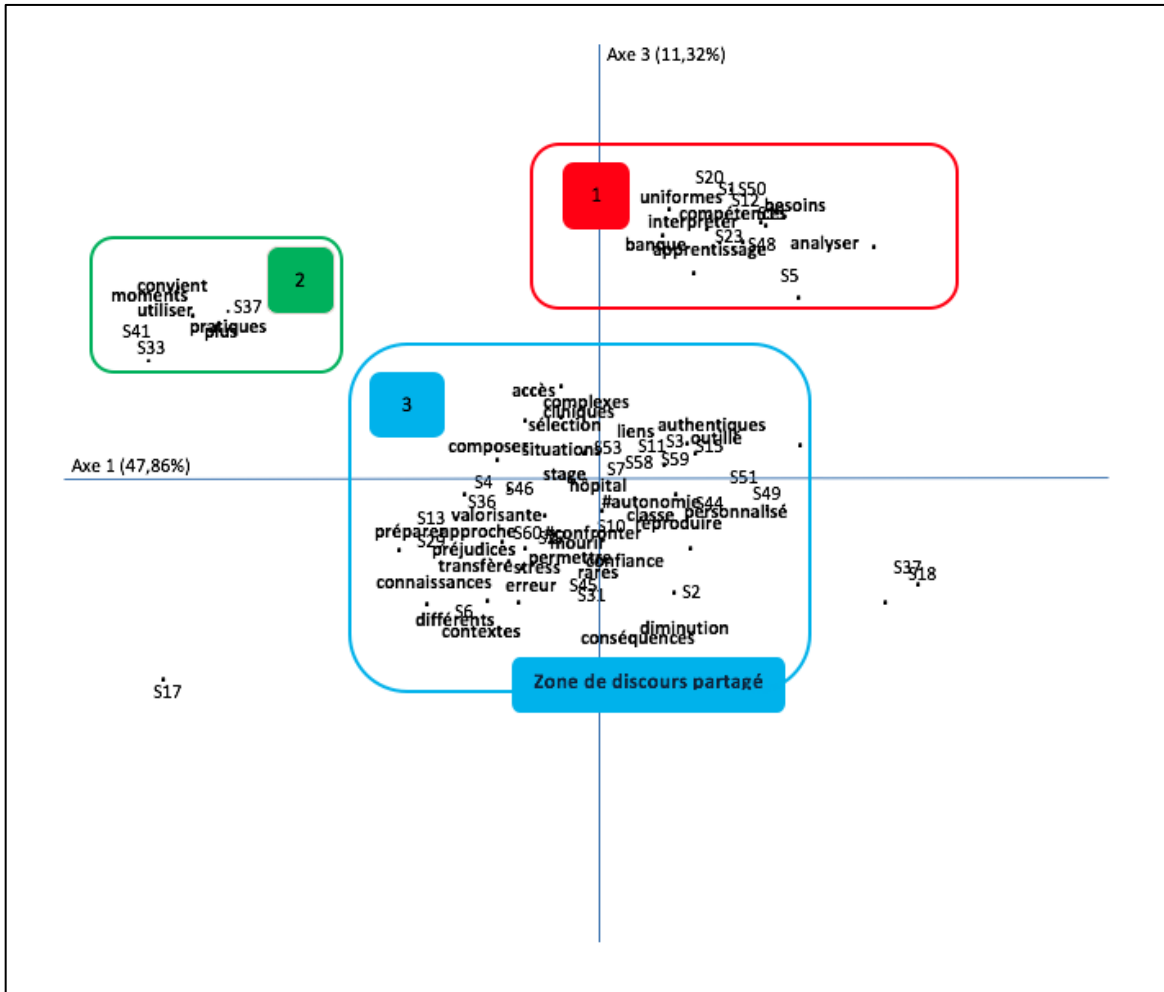 Axe 3 (11,32%)
1
S20
S1 S50
uniformes
S12
besoins
compétences
interpréter
S23
banque
S48
analyser
apprentissage
S5
2
convient
moments
utiliser
S37
pratiques
plus
S41
S33
3
accès
complexes
cliniques
sélection
liens
authentiques
S3
outille
composer
situations
S53
S11
S15
S7
S58
S59
Axe 1 (47,86%)
stage
S51
S4
S46
hôpital
S49
S36
#autonomie
S44
S13
valorisante
classe
personnalisé
S10
reproduire
préparer
approche
S60
#confronter
S29
mourir
préjudices
permettre
confiance
transfère
stress
rares
connaissances
erreur
S45
S31
S2
S37
S18
S6
différents
contextes
diminution
conséquences
Zone de discours partagé
S17